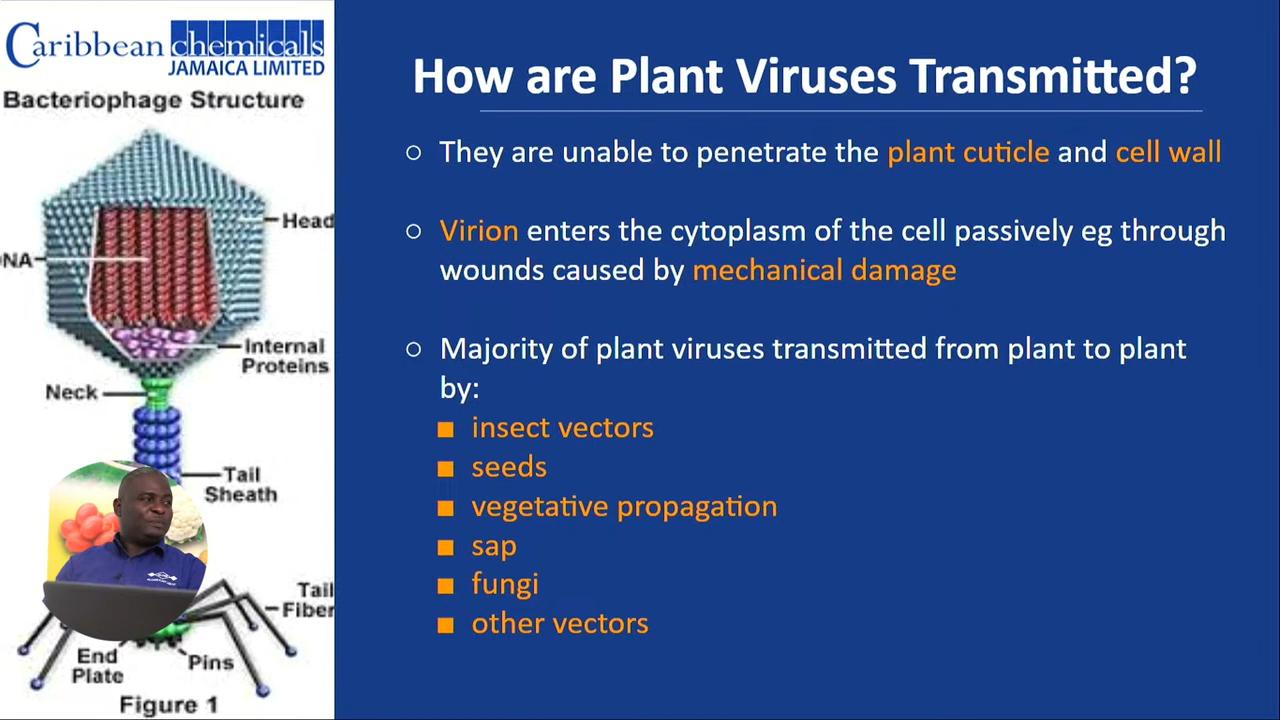 Caribbean chemicals
JAMAICA LIMITED
Bacteriophage Structure
Head
NA
Internal
Proteins
Neck
Tail
Sheath
Tail
Fiber
End
Plate
Pins
Figure 1
How are Plant Viruses Transmitted?
○ They are unable to penetrate the plant cuticle and cell wall
○ Virion enters the cytoplasm of the cell passively eg through
wounds caused by mechanical damage
○ Majority of plant viruses transmitted from plant to plant
by:
■ insect vectors
■ seeds
■ vegetative propagation
■ sap
■ fungi
■ other vectors